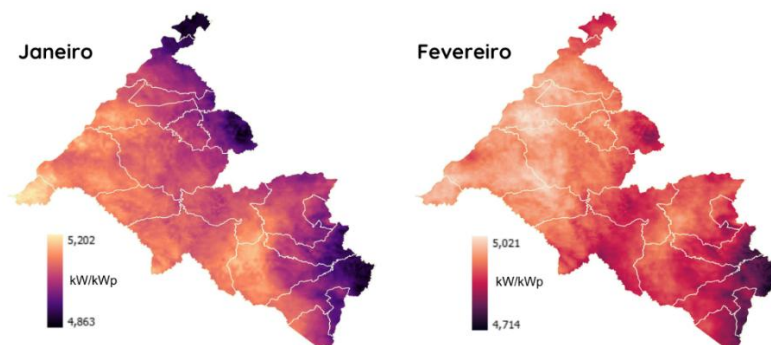 Janeiro
Fevereiro
5,202
kW/kWp
4,863
5,021
kW/kWp
4,714